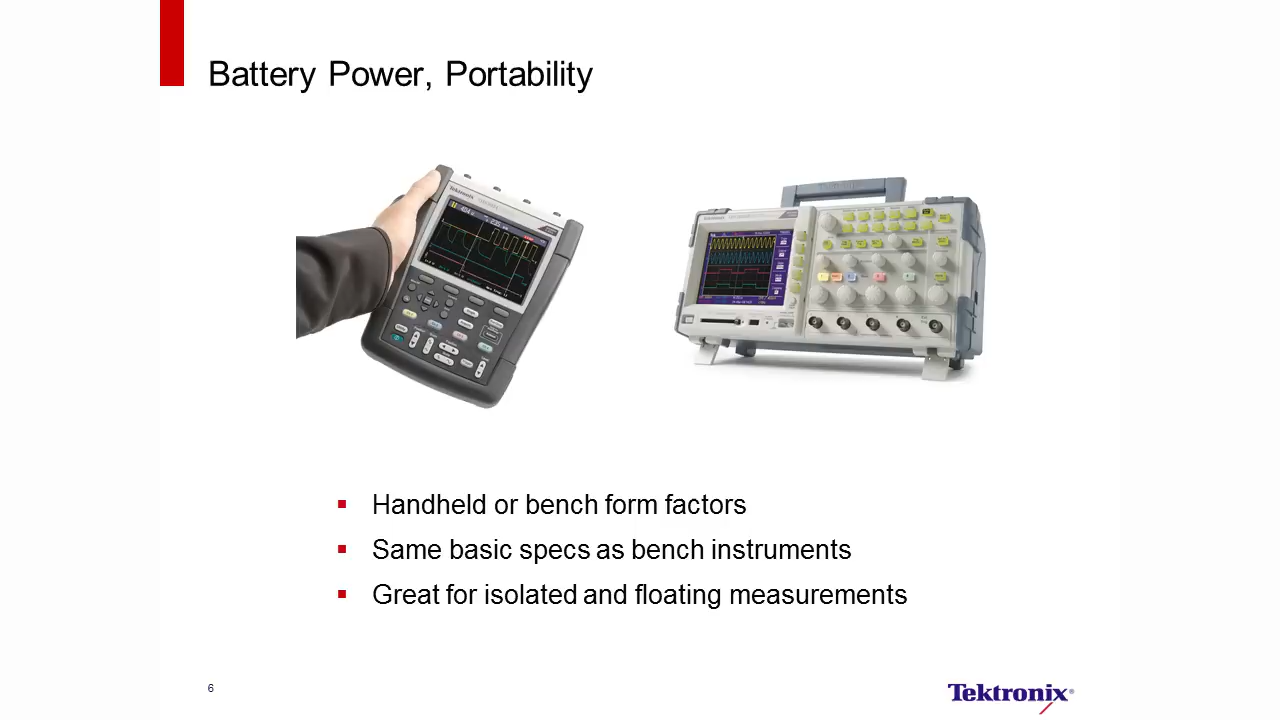 Battery Power, Portability
Tektronix
▪ Handheld or bench form factors
▪ Same basic specs as bench instruments
▪ Great for isolated and floating measurements
6
Tektronix®